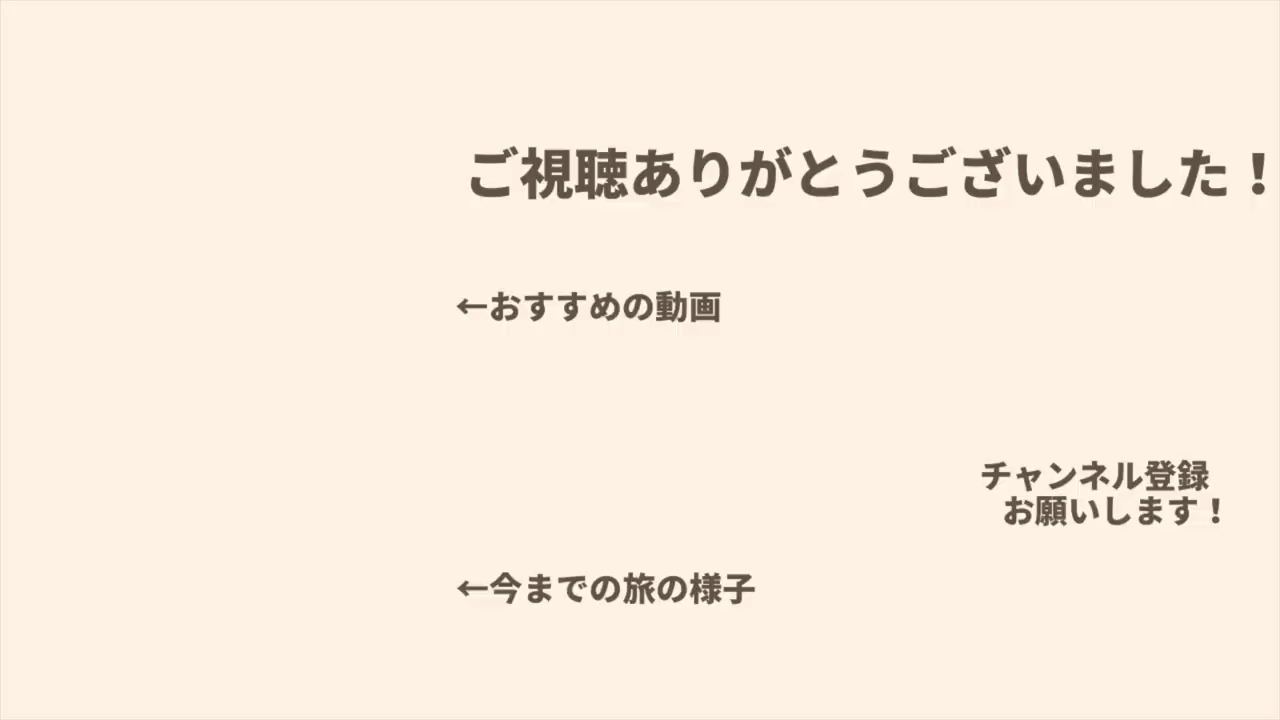 ご視聴ありがとうございました！
←おすすめの動画
チャンネル登録
お願いします！
←今までの旅の様子